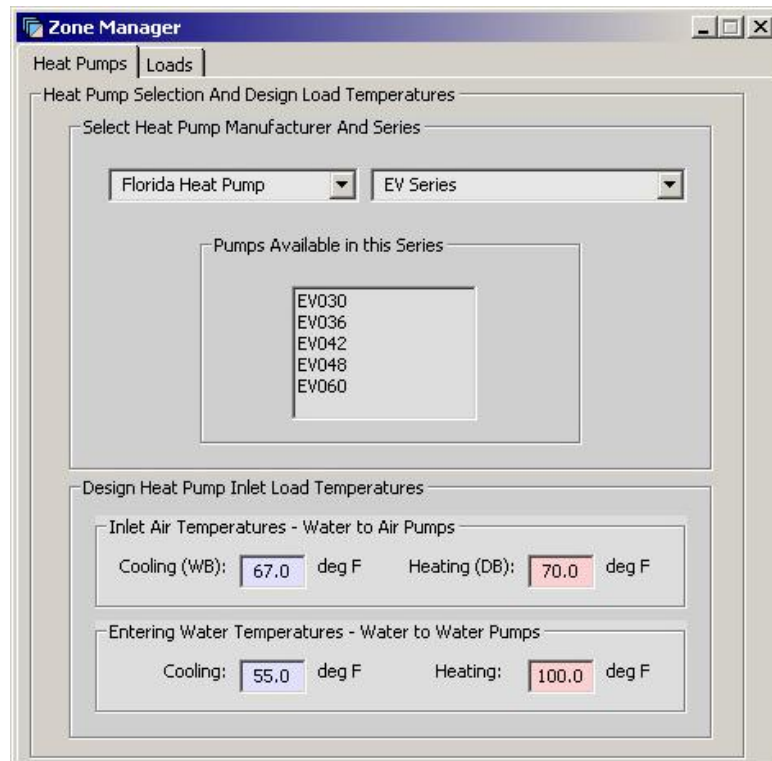 Zone Manager
Heat Pumps Loads
Heat Pump Selection And Design Load Temperatures
Select Heat Pump Manufacturer And Series
Florida Heat Pump EV Series
Pumps Available in this Series
EV030
EV036
EV042
EV048
EV060
Design Heat Pump Inlet Load Temperatures
Inlet Air Temperatures - Water to Air Pumps
Cooling (WB): 67.0 deg F Heating (DB): 70.0 deg F
Entering Water Temperatures - Water to Water Pumps
Cooling: 55.0 deg F Heating: 100.0 deg F